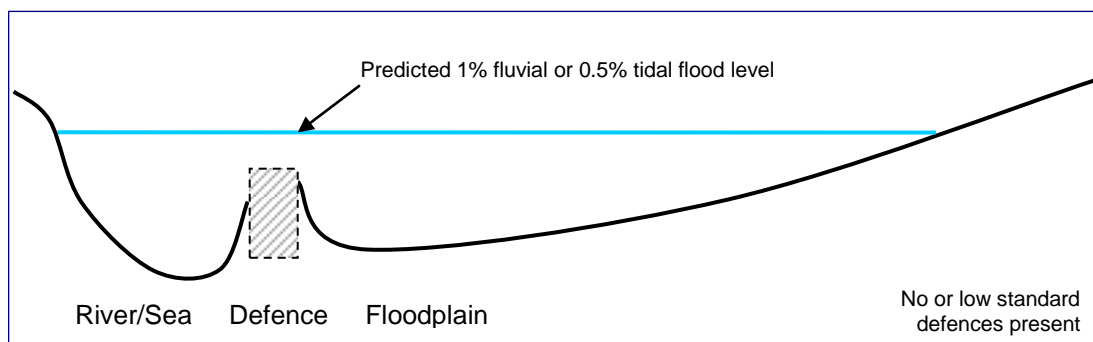 Predicted 1% fluvial or 0.5% tidal flood level
River/Sea Defence Floodplain
No or low standard
defences present